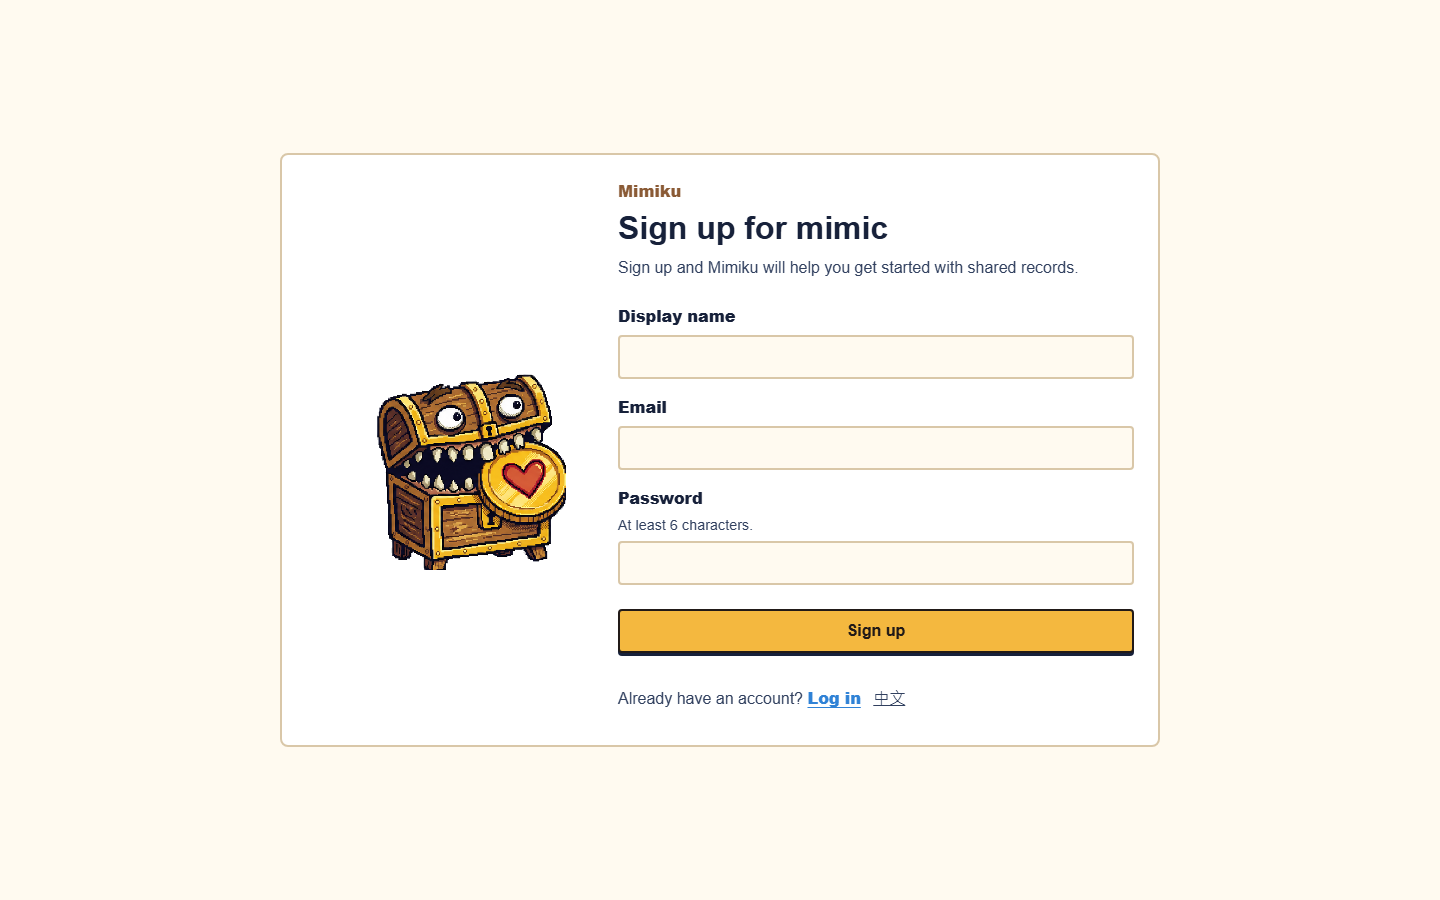 Mimiku
Sign up for mimic
Sign up and Mimiku will help you get started with shared records.
Display name
Email
Password
At least 6 characters.
Sign up
Already have an account? Log in 中文